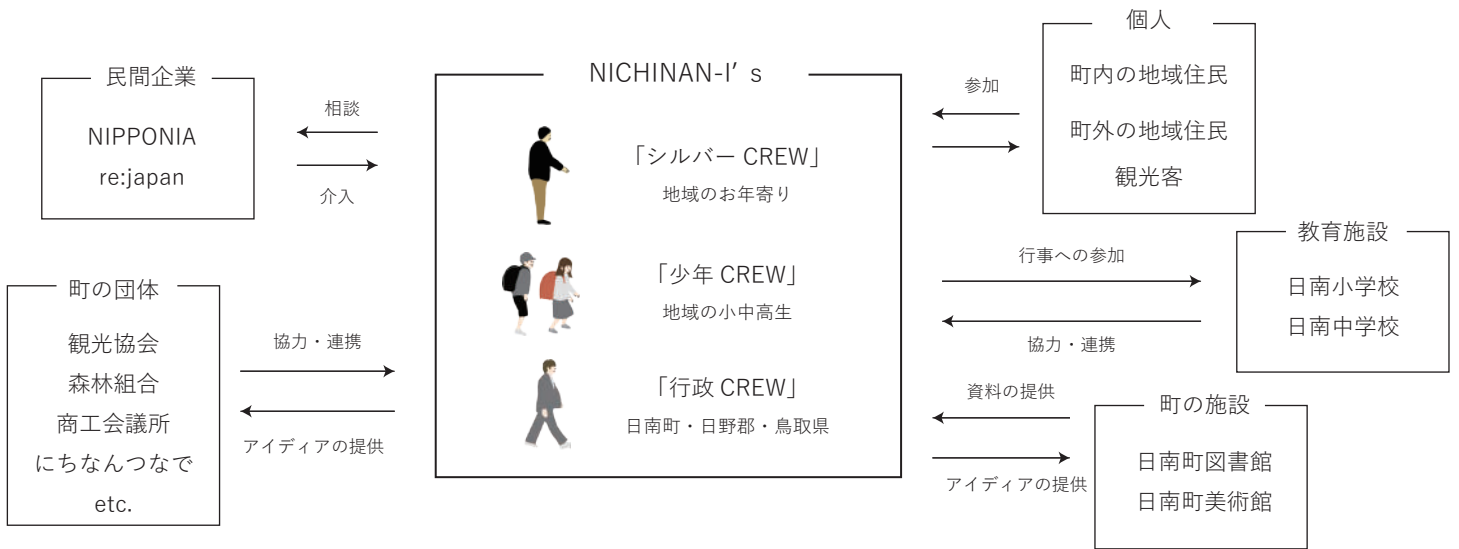 民間企業
NIPPONIA
re:japan
相談
介入
町の団体
観光協会
森林組合
商工会議所
にちなんつなで
etc.
協力・連携
アイディアの提供
NICHINAN-I’s
「シルバー CREW」
地域のお年寄り
「少年 CREW」
地域の小中高生
「行政 CREW」
日南町・日野郡・鳥取県
参加
個人
町内の地域住民
町外の地域住民
観光客
行事への参加
協力・連携
教育施設
日南小学校
日南中学校
資料の提供
アイディアの提供
町の施設
日南町図書館
日南町美術館